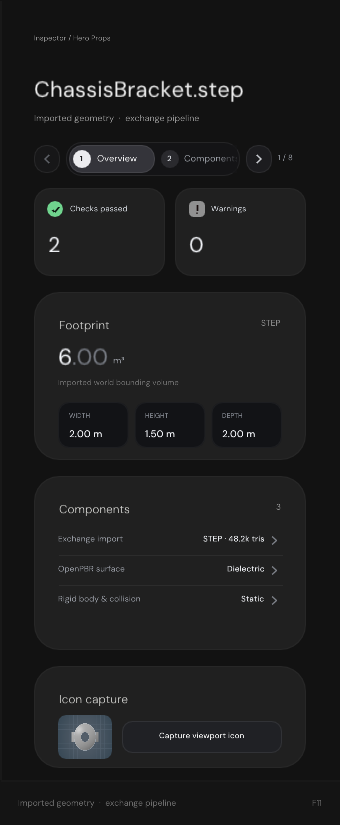 Inspector / Hero Props
ChassisBracket.step
Imported geometry · exchange pipeline
1 Overview 2 Component 1 / 8
Checks passed
2
! Warnings
0
Footprint STEP
6.00 m³
Imported world bounding volume
WIDTH HEIGHT DEPTH
2.00 m 1.50 m 2.00 m
Components 3
Exchange import STEP · 48.2k tris
OpenPBR surface Dielectric
Rigid body & collision Static
Icon capture
Capture viewport icon
Imported geometry · exchange pipeline F11